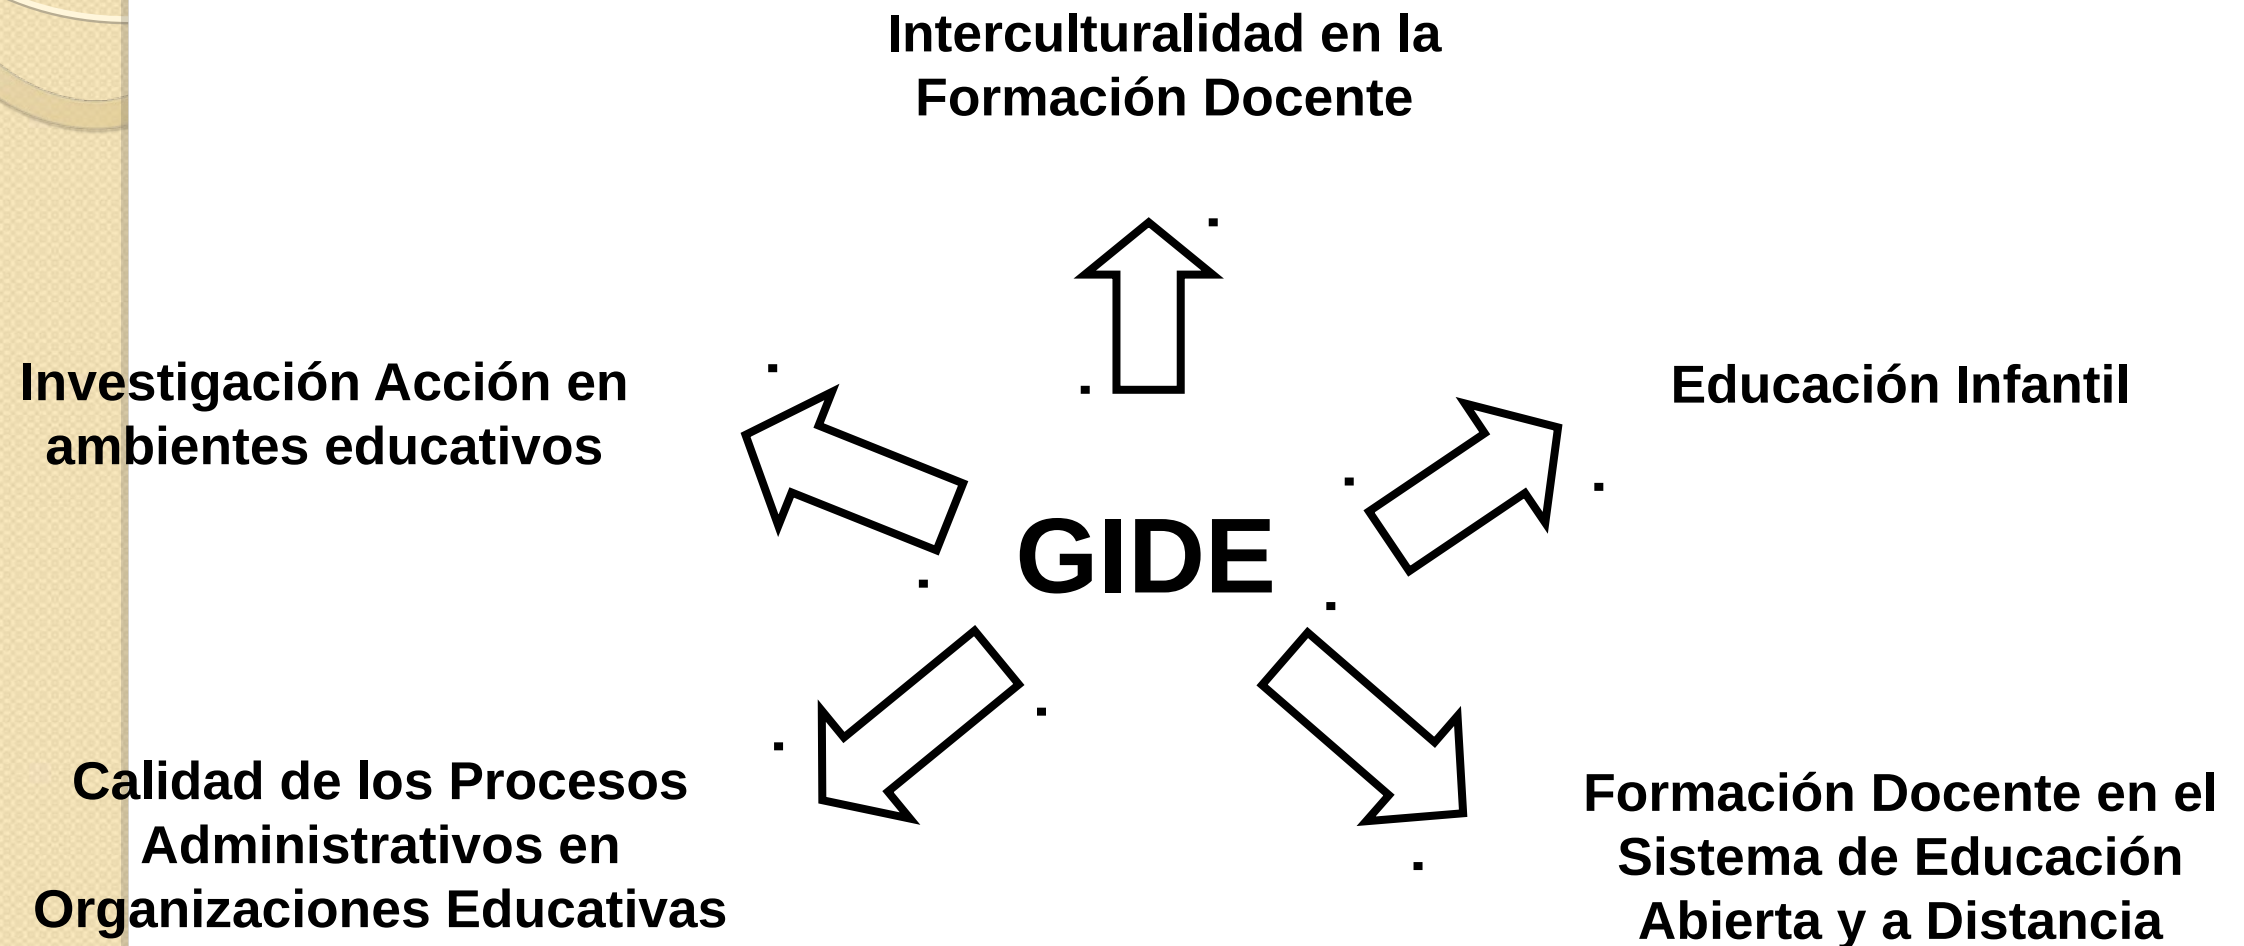 Interculturalidad en la
Formación Docente
Investigación Acción en
ambientes educativos
Educación Infantil
GIDE
Calidad de los Procesos
Administrativos en
Organizaciones Educativas
Formación Docente en el
Sistema de Educación
Abierta y a Distancia